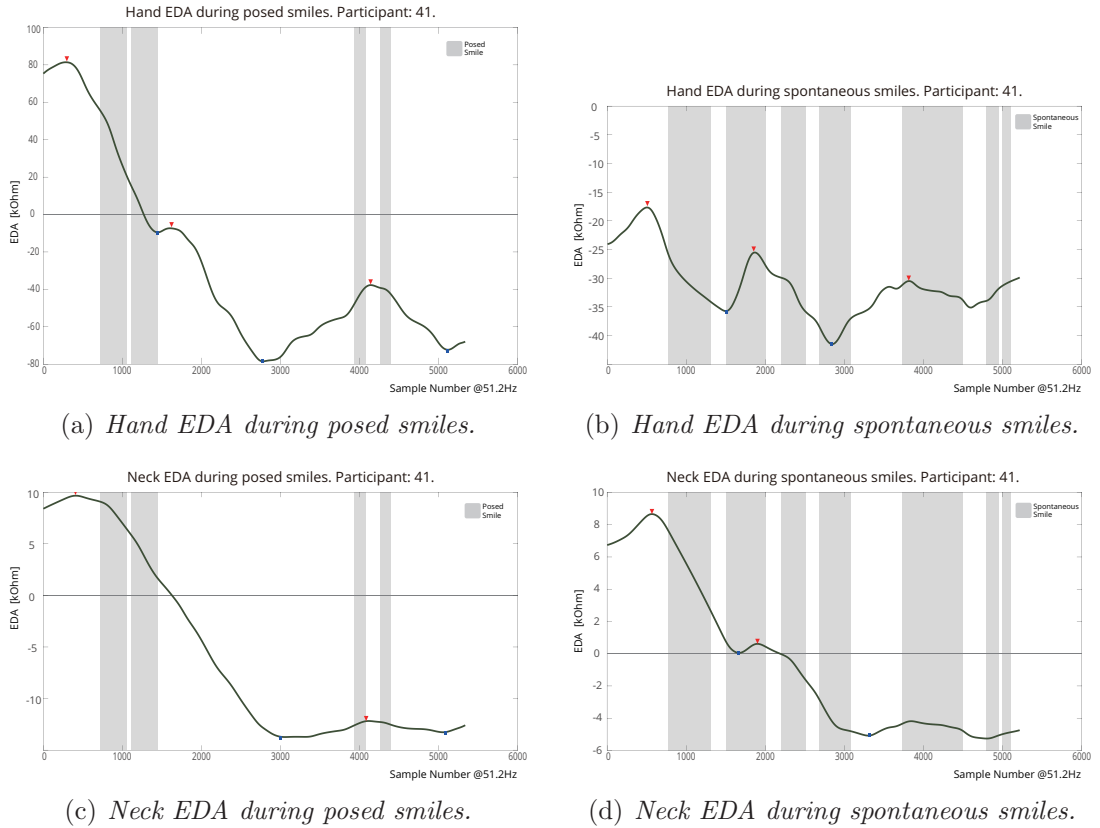 Hand EDA during posed smiles. Participant: 41.
100
80
60
40
20
0
-20
-40
-60
-80
EDA [kOhm]
Posed
Smile
0 1000 2000 3000 4000 5000 6000
Sample Number @51.2Hz
(a) Hand EDA during posed smiles.
Hand EDA during spontaneous smiles. Participant: 41.
0
-5
-10
-15
-20
-25
-30
-35
-40
EDA [kOhm]
Spontaneous
Smile
0 1000 2000 3000 4000 5000 6000
Sample Number @51.2Hz
(b) Hand EDA during spontaneous smiles.
Neck EDA during posed smiles. Participant: 41.
10
5
0
-5
-10
EDA [kOhm]
Posed
Smile
0 1000 2000 3000 4000 5000 6000
Sample Number @51.2Hz
(c) Neck EDA during posed smiles.
Neck EDA during spontaneous smiles. Participant: 41.
10
8
6
4
2
0
-2
-4
-6
EDA [kOhm]
Spontaneous
Smile
0 1000 2000 3000 4000 5000 6000
Sample Number @51.2Hz
(d) Neck EDA during spontaneous smiles.